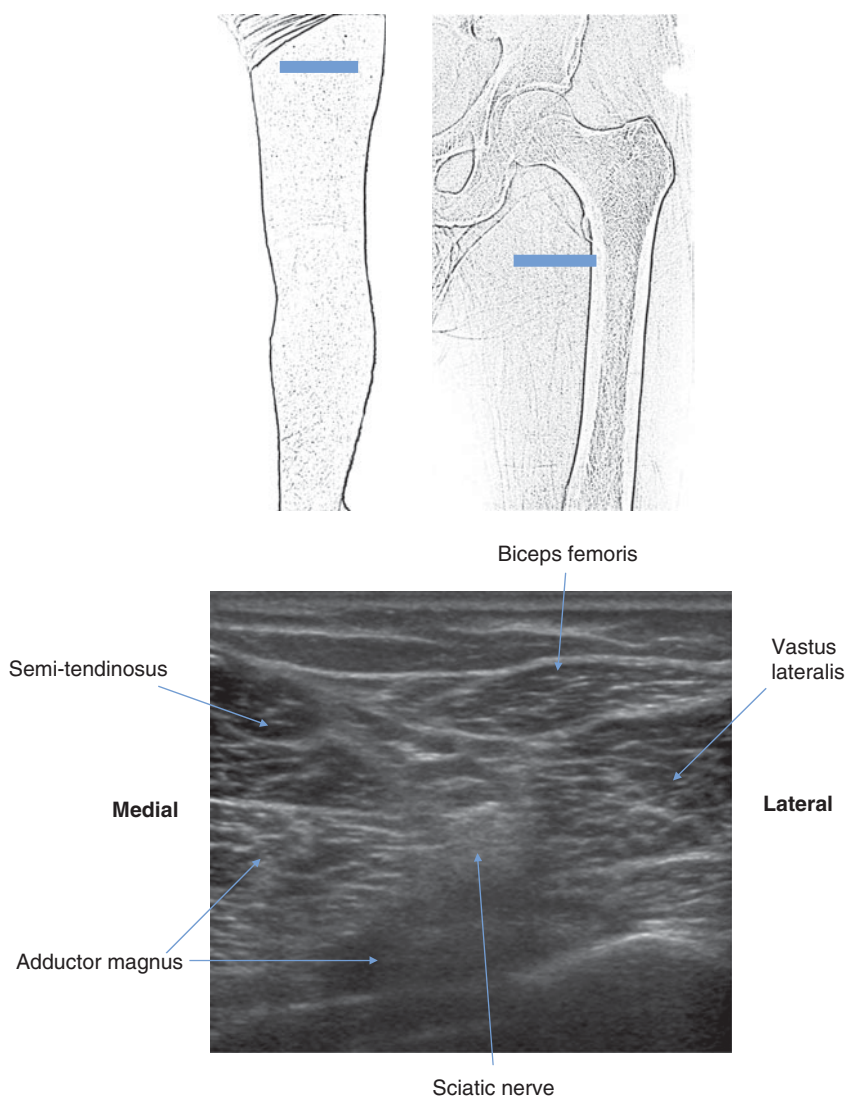 Biceps femoris
Semi-tendinosus
Vastus
lateralis
Medial
Lateral
Adductor magnus
Sciatic nerve